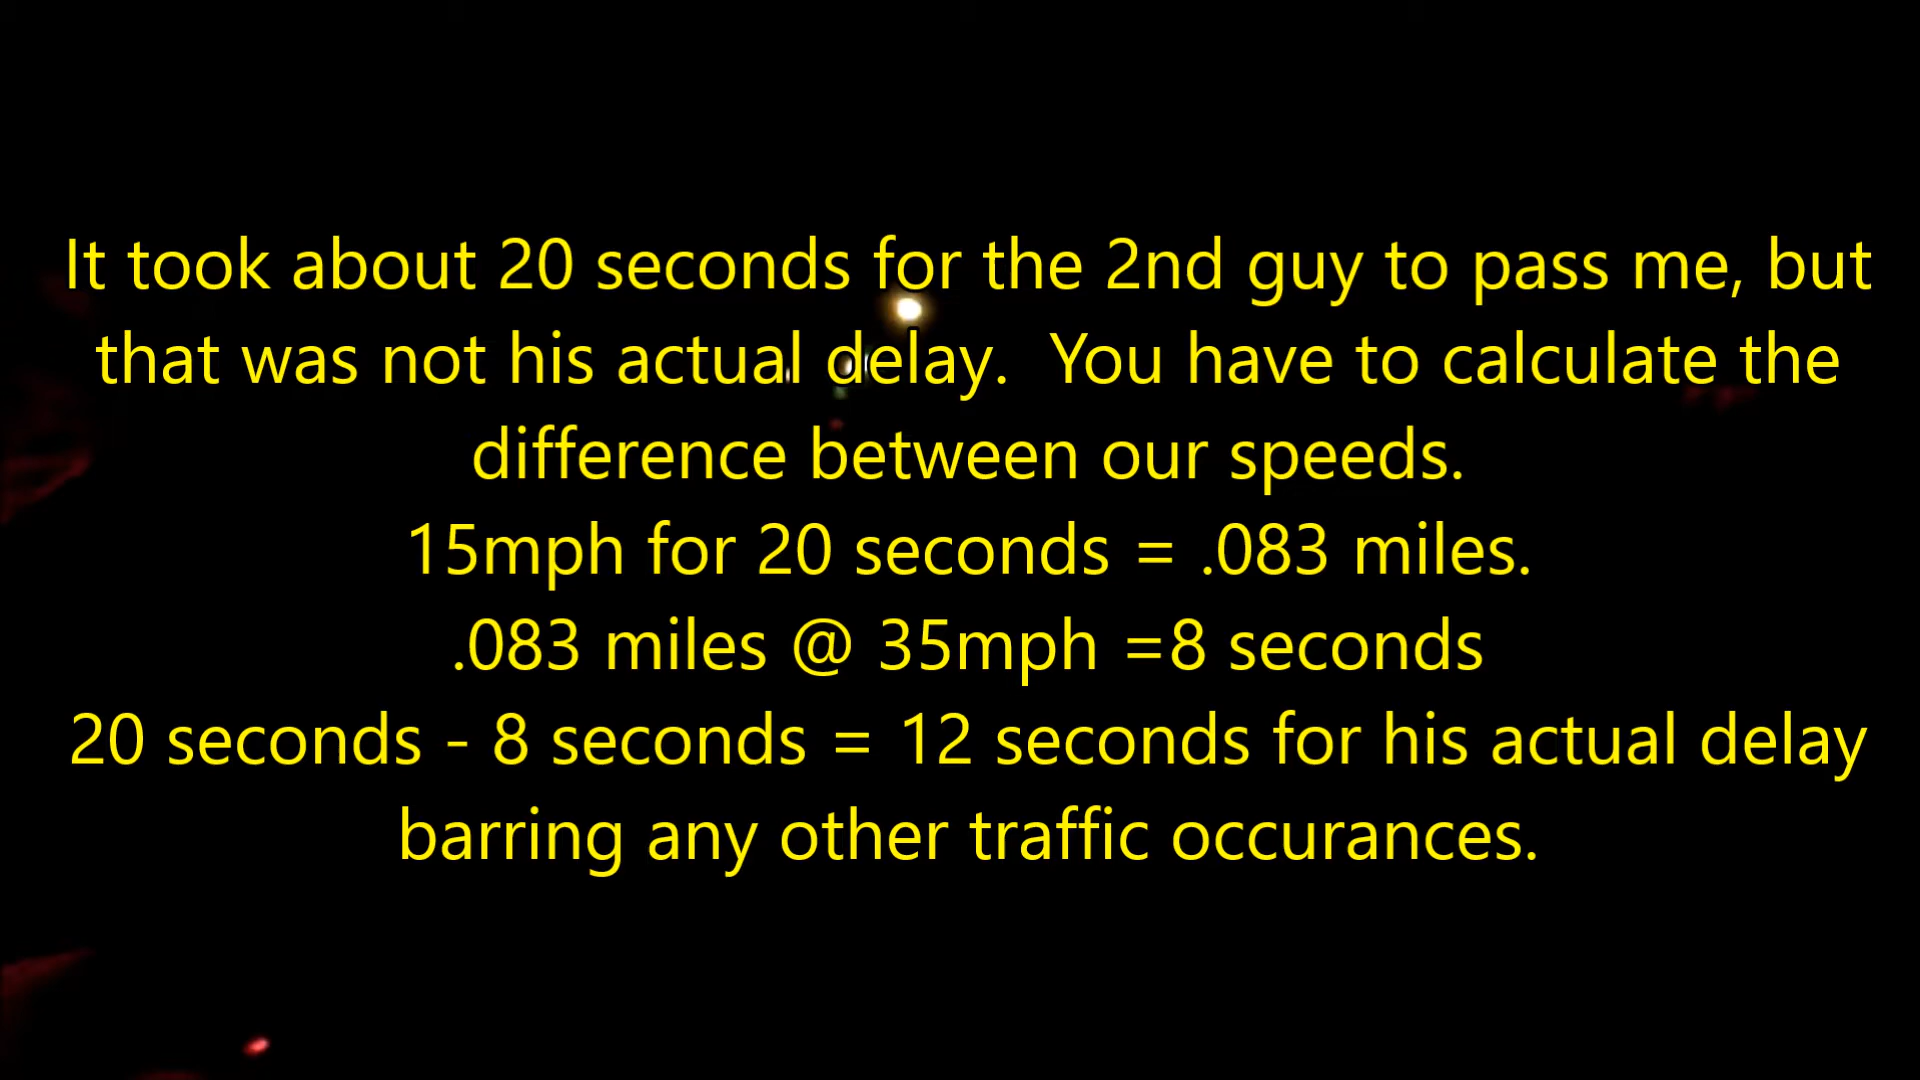 It took about 20 seconds for the 2nd guy to pass me, but
that was not his actual delay.  You have to calculate the
difference between our speeds.
15mph for 20 seconds = .083 miles.
.083 miles @ 35mph =8 seconds
20 seconds - 8 seconds = 12 seconds for his actual delay
barring any other traffic occurances.